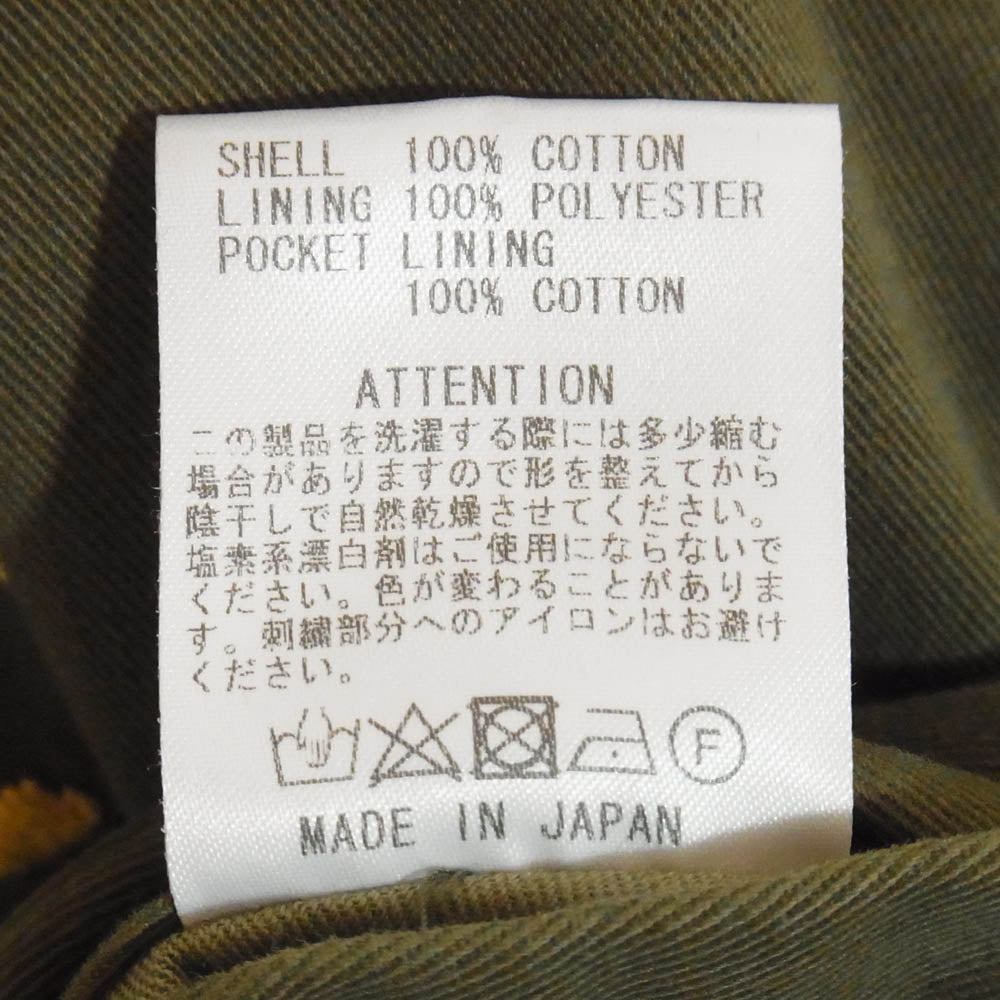 SHELL 100% COTTON
LINING 100% POLYESTER
POCKET LINING
100% COTTON
ATTENTION
この製品を洗濯する際には多少縮む
場合がありますので形を整えてから
陰干しで自然乾燥させてください。
塩素系漂白剤はご使用にならないで
ください。色が変わることがありま
す。刺繍部分へのアイロンはお避け
ください。
F
MADE IN JAPAN